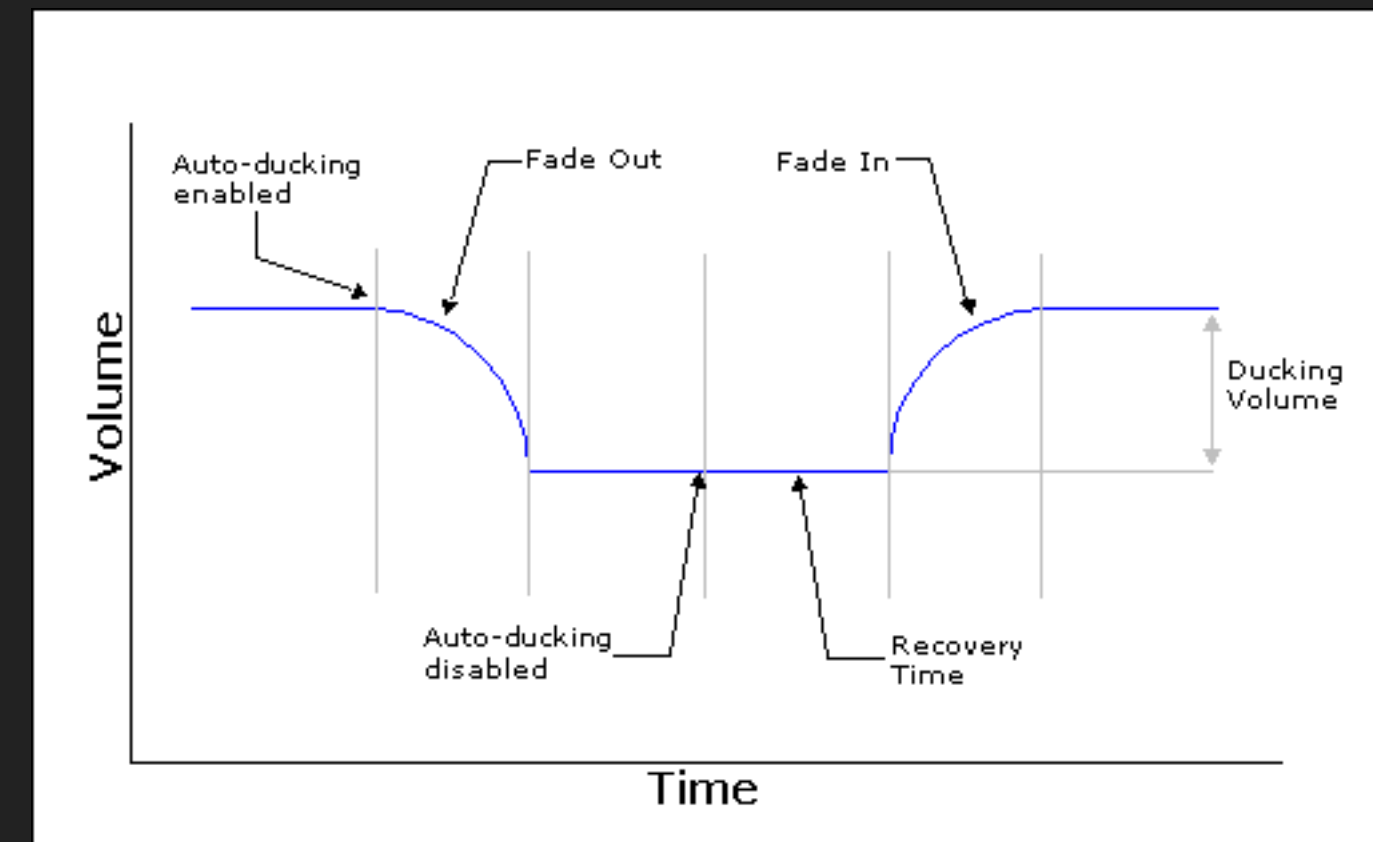 Auto-ducking
enabled
Fade Out
Fade In
Volume
Ducking
Volume
Auto-ducking
disabled
Recovery
Time
Time